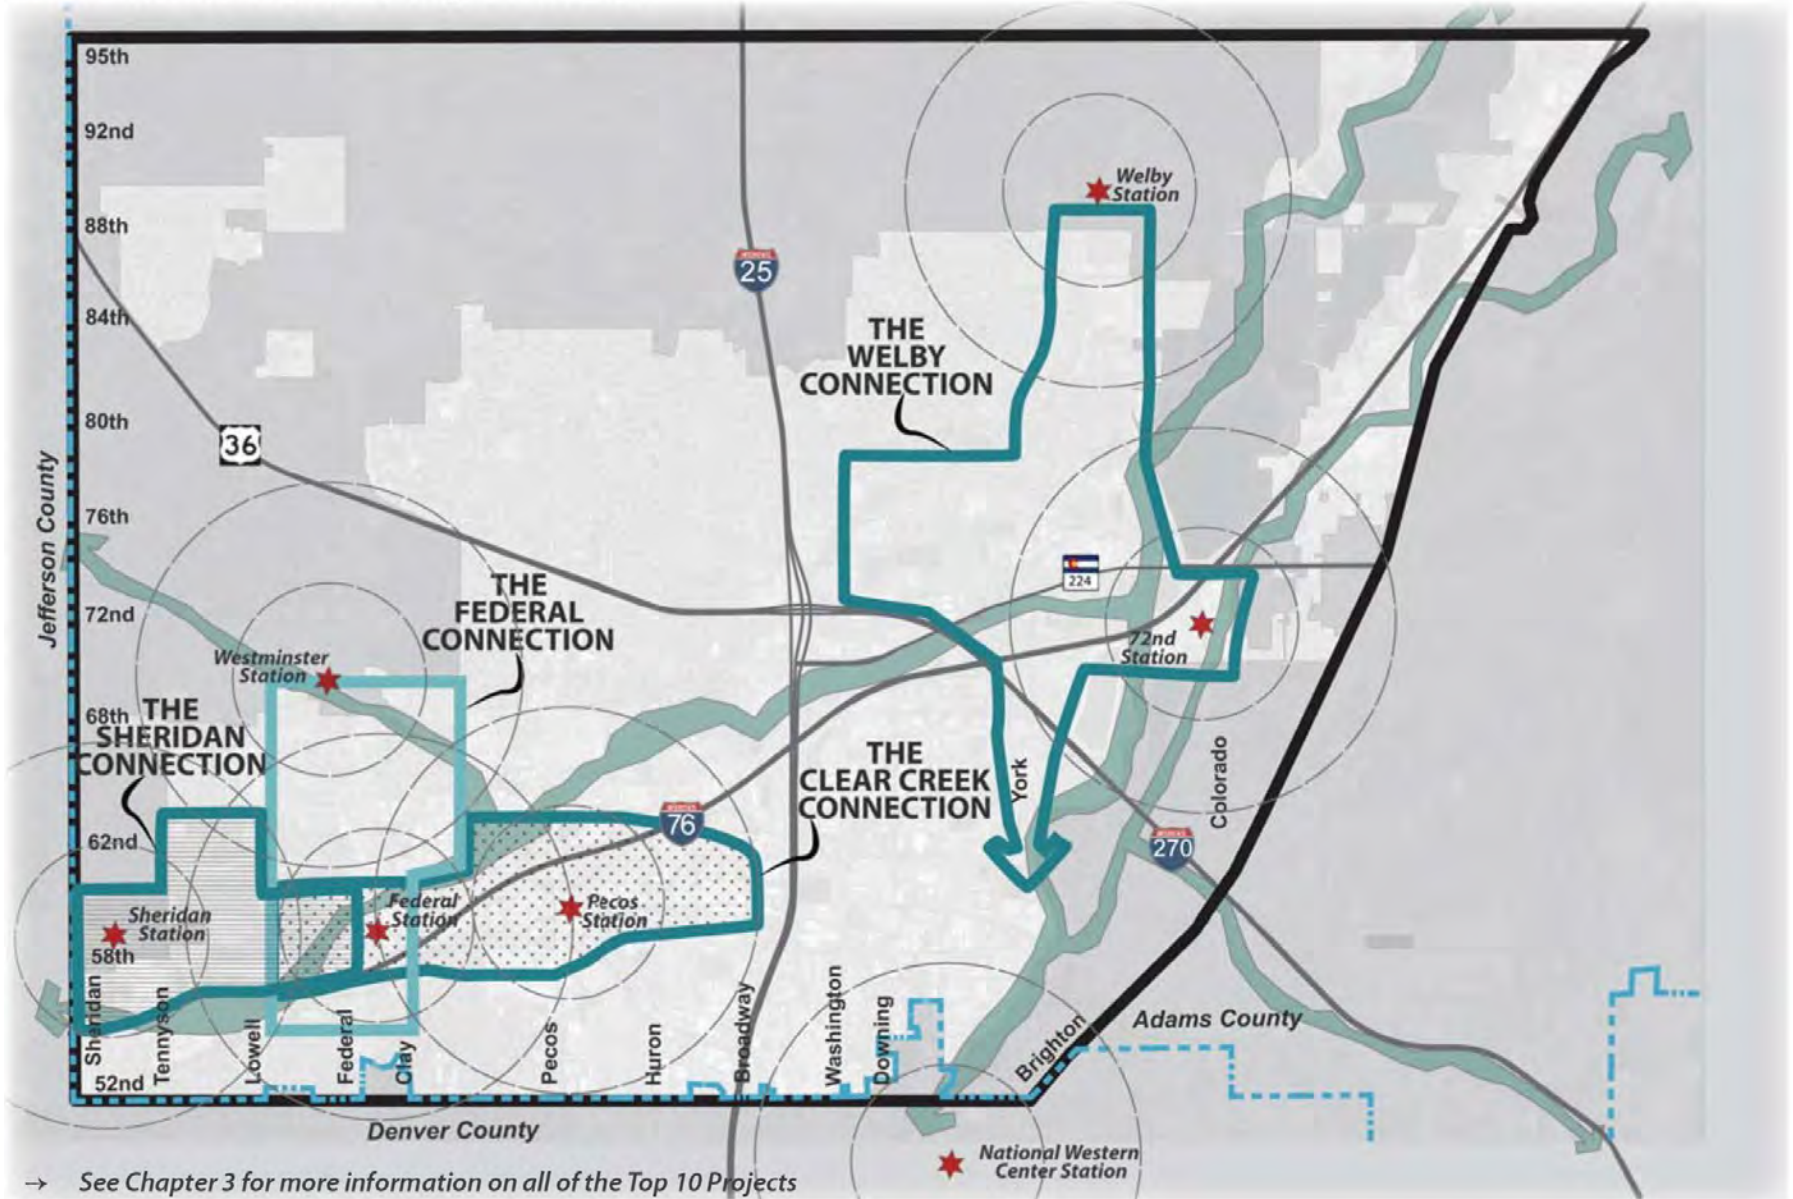 95th
92nd
88th
84th
80th
76th
72nd
68th
62nd
58th
52nd
Jefferson County
36
INTERSTATE
25
Welby
Station
THE
WELBY
CONNECTION
224
72nd
Station
THE
FEDERAL
CONNECTION
Westminster
Station
THE
SHERIDAN
CONNECTION
THE
CLEAR CREEK
CONNECTION
INTERSTATE
76
INTERSTATE
270
York
Colorado
Sheridan
Station
Federal
Station
Pecos
Station
Sheridan
Tennyson
Lowell
Federal
Clay
Pecos
Huron
Broadway
Washington
Downing
Brighton
Adams County
Denver County
National Western
Center Station
→ See Chapter 3 for more information on all of the Top 10 Projects